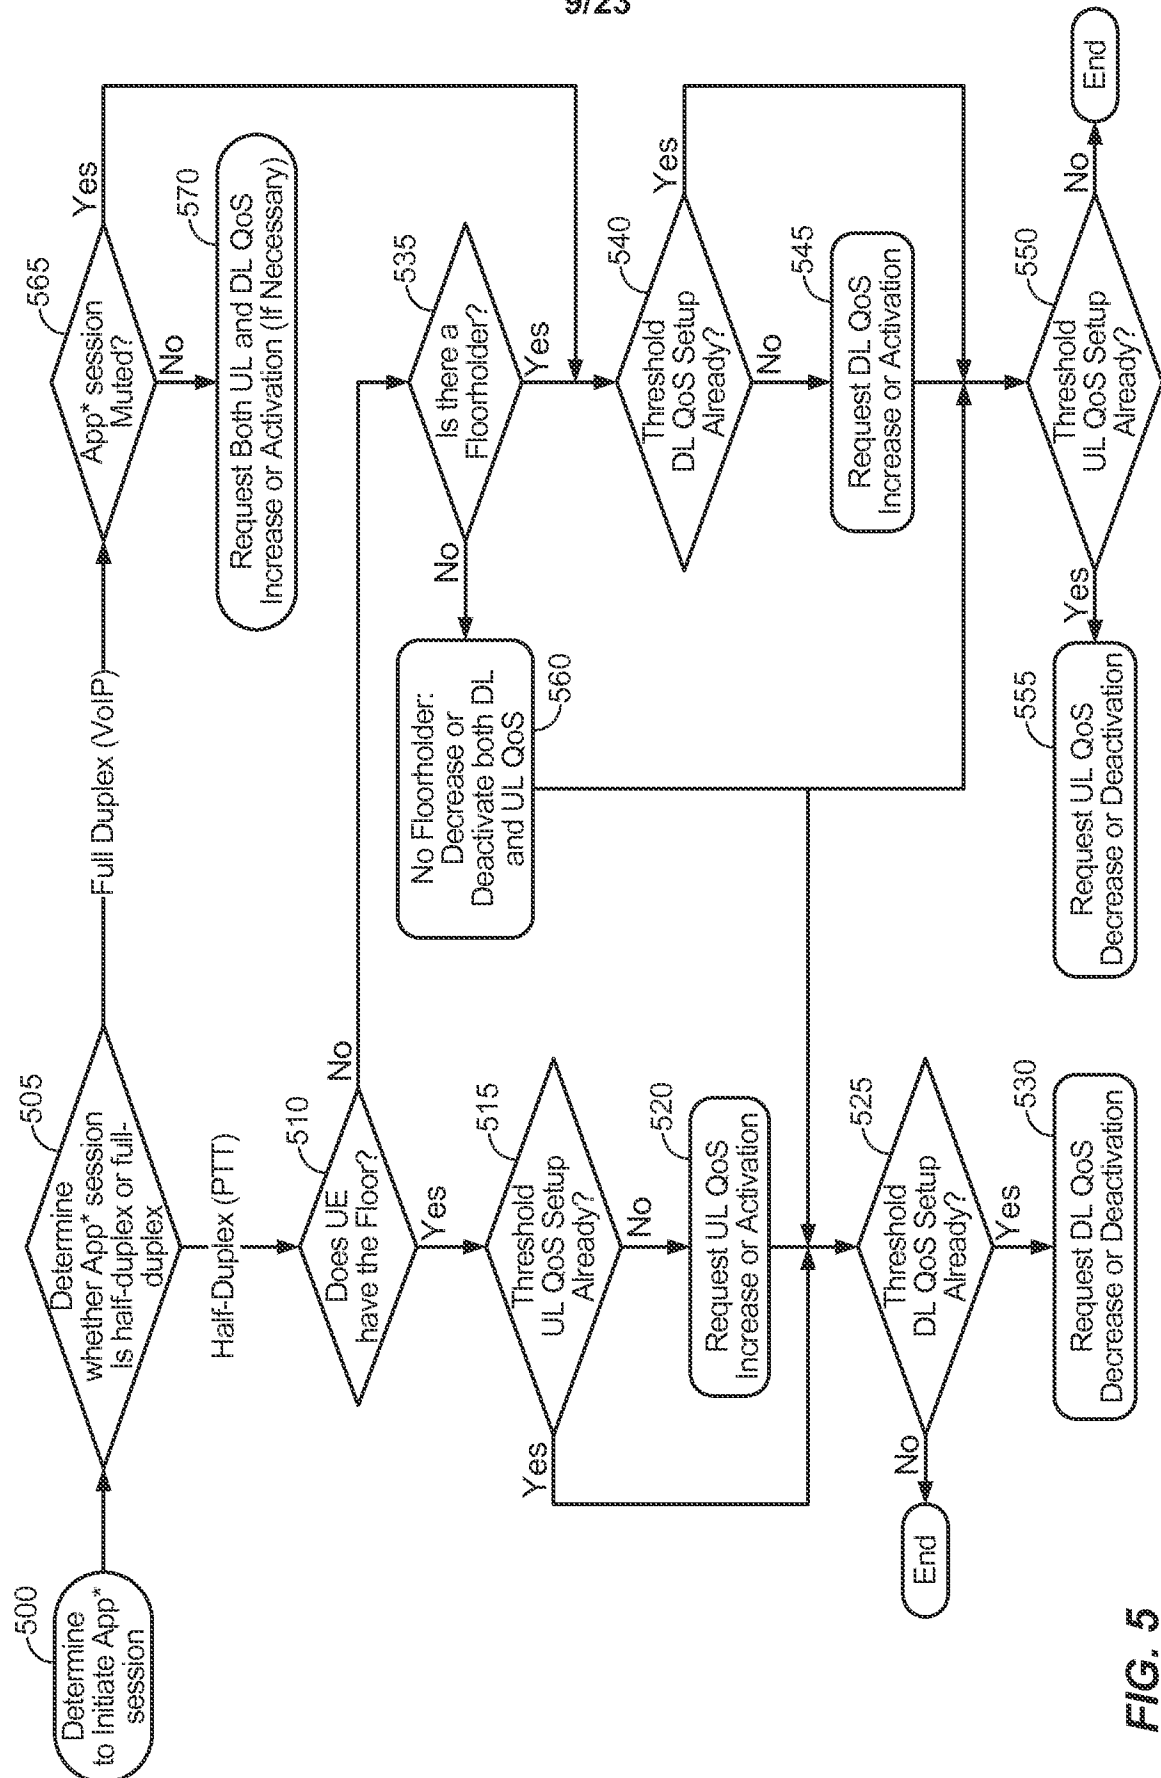 9/23
500
Determine
to Initiate App*
session
505
Determine
whether App* session
Is half-duplex or full-
duplex
Full Duplex (VoIP)
565
App* session
Muted?
Yes
No
570
Request Both UL and DL QoS
Increase or Activation (If Necessary)
Half-Duplex (PTT)
510
Does UE
have the Floor?
No
Yes
535
Is there a
Floorholder?
No
Yes
No Floorholder:
Decrease or
Deactivate both DL
and UL QoS
560
515
Threshold
UL QoS Setup
Already?
Yes
No
540
Threshold
DL QoS Setup
Already?
Yes
No
520
Request UL QoS
Increase or Activation
545
Request DL QoS
Increase or Activation
525
Threshold
DL QoS Setup
Already?
No
End
Yes
530
Request DL QoS
Decrease or Deactivation
550
Threshold
UL QoS Setup
Already?
No
End
Yes
555
Request UL QoS
Decrease or Deactivation
FIG. 5